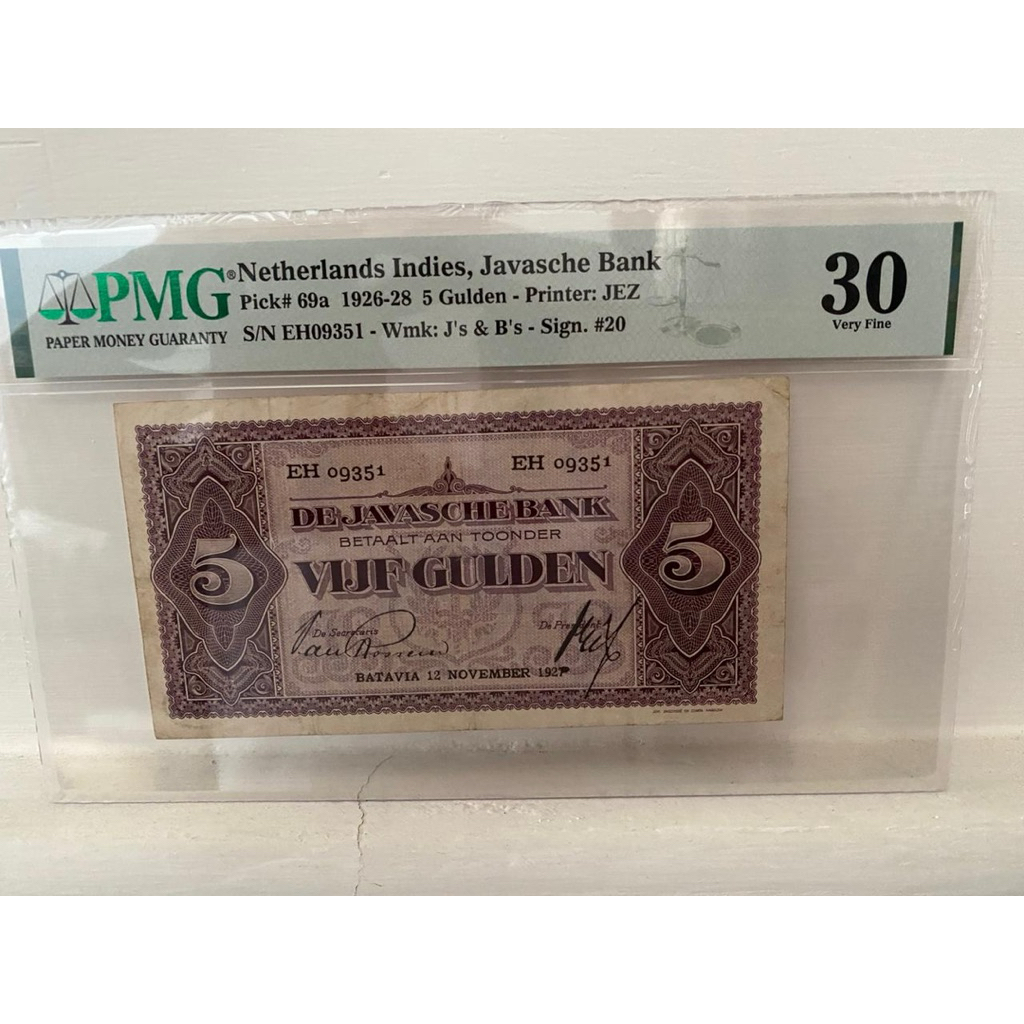 PMG®
PAPER MONEY GUARANTY
Netherlands Indies, Javasche Bank
Pick# 69a 1926-28 5 Gulden - Printer: JEZ
S/N EH09351 - Wmk: J's & B's - Sign. #20
30
Very Fine
EH 09351 EH 09351
DE JAVASCHE BANK
BETAALT AAN TOONDER
VIJF GULDEN
5 5
De Secretaris De President
BATAVIA 12 NOVEMBER 1927